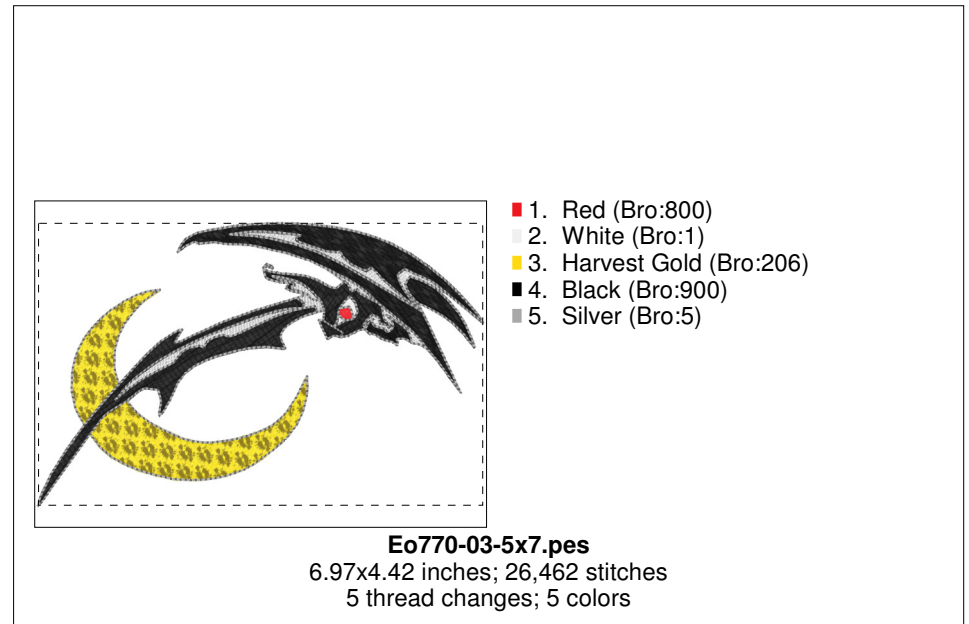 1. Red (Bro:800)
2. White (Bro:1)
3. Harvest Gold (Bro:206)
4. Black (Bro:900)
5. Silver (Bro:5)
Eo770-03-5x7.pes
6.97x4.42 inches; 26,462 stitches
5 thread changes; 5 colors